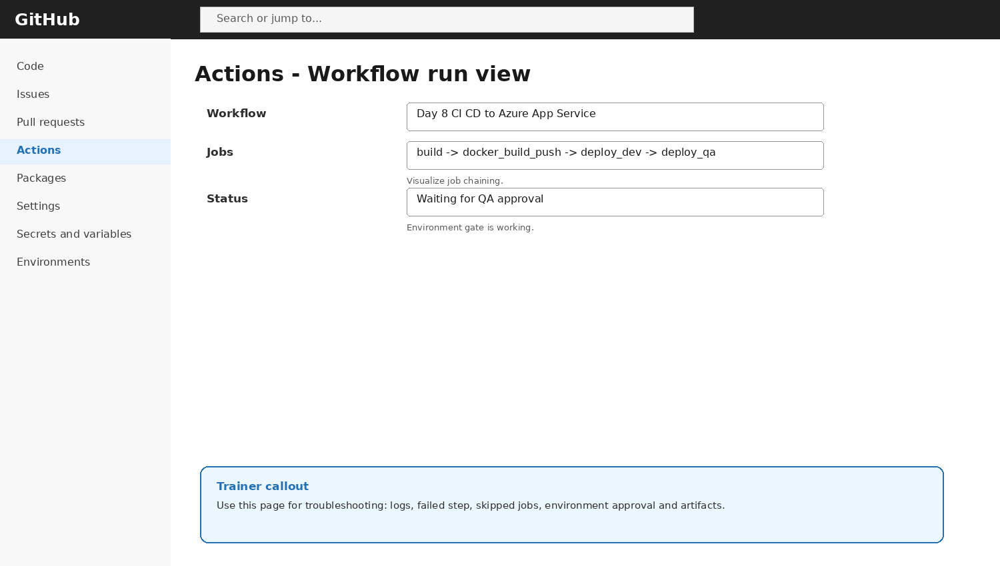 GitHub
Search or jump to...
Code
Issues
Pull requests
Actions
Packages
Settings
Secrets and variables
Environments
Actions - Workflow run view
Workflow
Day 8 CI CD to Azure App Service
Jobs
build -> docker_build_push -> deploy_dev -> deploy_qa
Visualize job chaining.
Status
Waiting for QA approval
Environment gate is working.
Trainer callout
Use this page for troubleshooting: logs, failed step, skipped jobs, environment approval and artifacts.